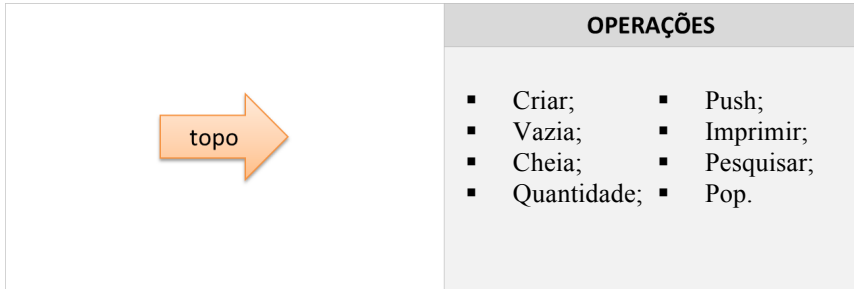 OPERAÇÕES
topo
▪ Criar;
▪ Vazia;
▪ Cheia;
▪ Quantidade;
▪ Push;
▪ Imprimir;
▪ Pesquisar;
▪ Pop.